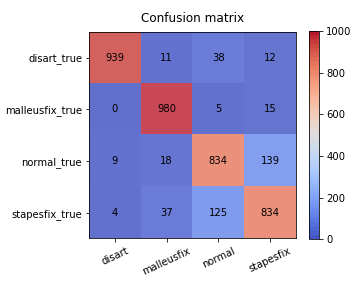 Confusion matrix
disart_true 939 11 38 12
malleusfix_true 0 980 5 15
normal_true 9 18 834 139
stapesfix_true 4 37 125 834
disart malleusfix normal stapesfix
1000
800
600
400
200
0